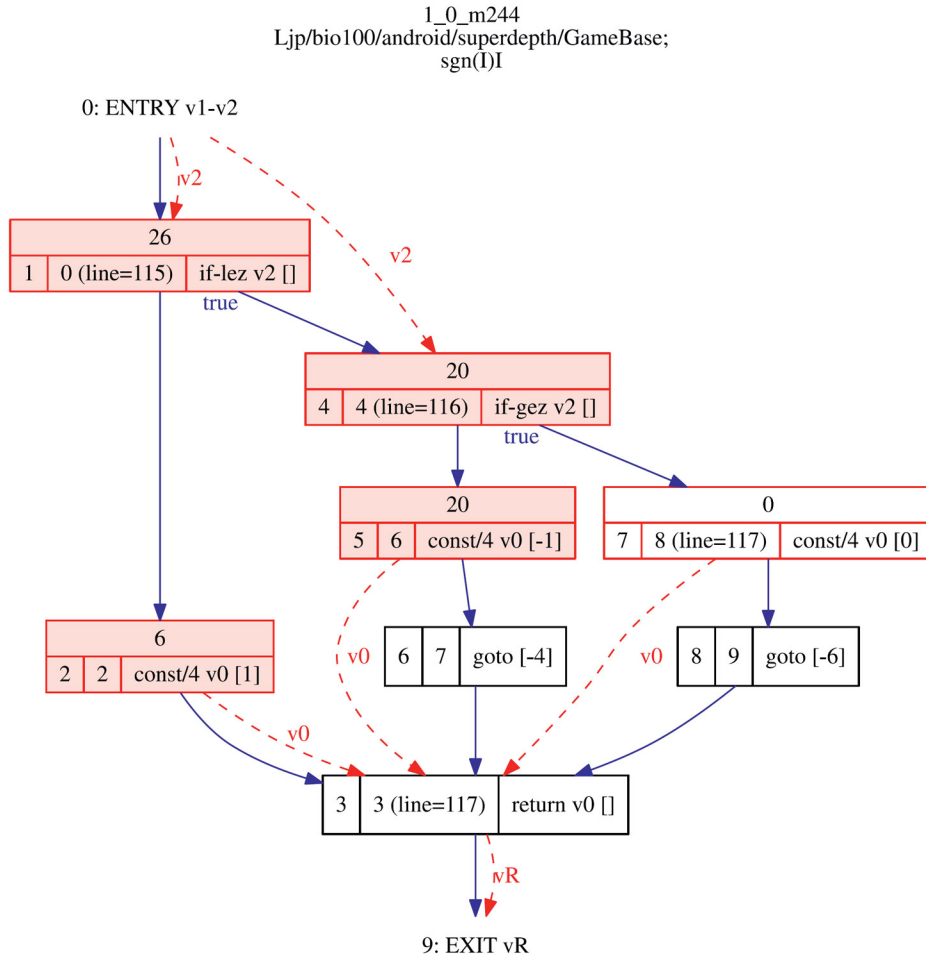 1_0_m244
Ljp/bio100/android/superdepth/GameBase;
sgn(I)I
0: ENTRY v1-v2
v2
26
1 0 (line=115) if-lez v2 []
v2
true
20
4 4 (line=116) if-gez v2 []
true
20
5 6 const/4 v0 [-1]
0
7 8 (line=117) const/4 v0 [0]
6
2 2 const/4 v0 [1]
v0
6 7 goto [-4]
v0
8 9 goto [-6]
v0
3 3 (line=117) return v0 []
vR
9: EXIT vR